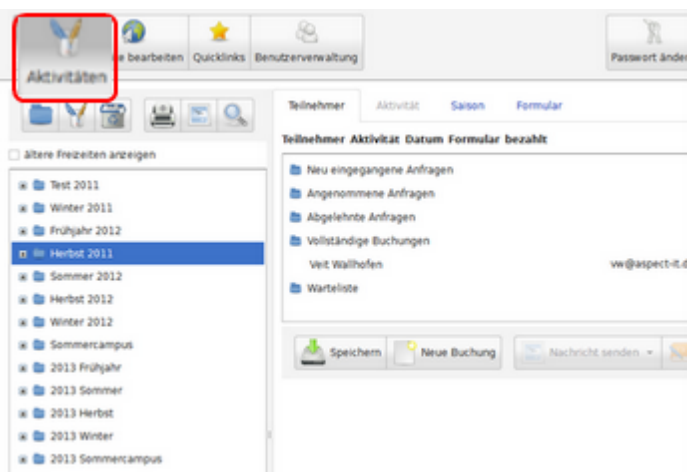 Aktivitäten
e bearbeiten Quicklinks Benutzerverwaltung Passwort änder
Teilnehmer Aktivität Saison Formular
Teilnehmer Aktivität Datum Formular bezahlt
ältere Freizeiten anzeigen
Test 2011
Winter 2011
Frühjahr 2012
Herbst 2011
Sommer 2012
Herbst 2012
Winter 2012
Sommercampus
2013 Frühjahr
2013 Sommer
2013 Herbst
2013 Winter
2013 Sommercampus
Neu eingegangene Anfragen
Angenommene Anfragen
Abgelehnte Anfragen
Vollständige Buchungen
Veit Wallhofen vw@aspect-it.d
Warteliste
Speichern Neue Buchung Nachricht senden